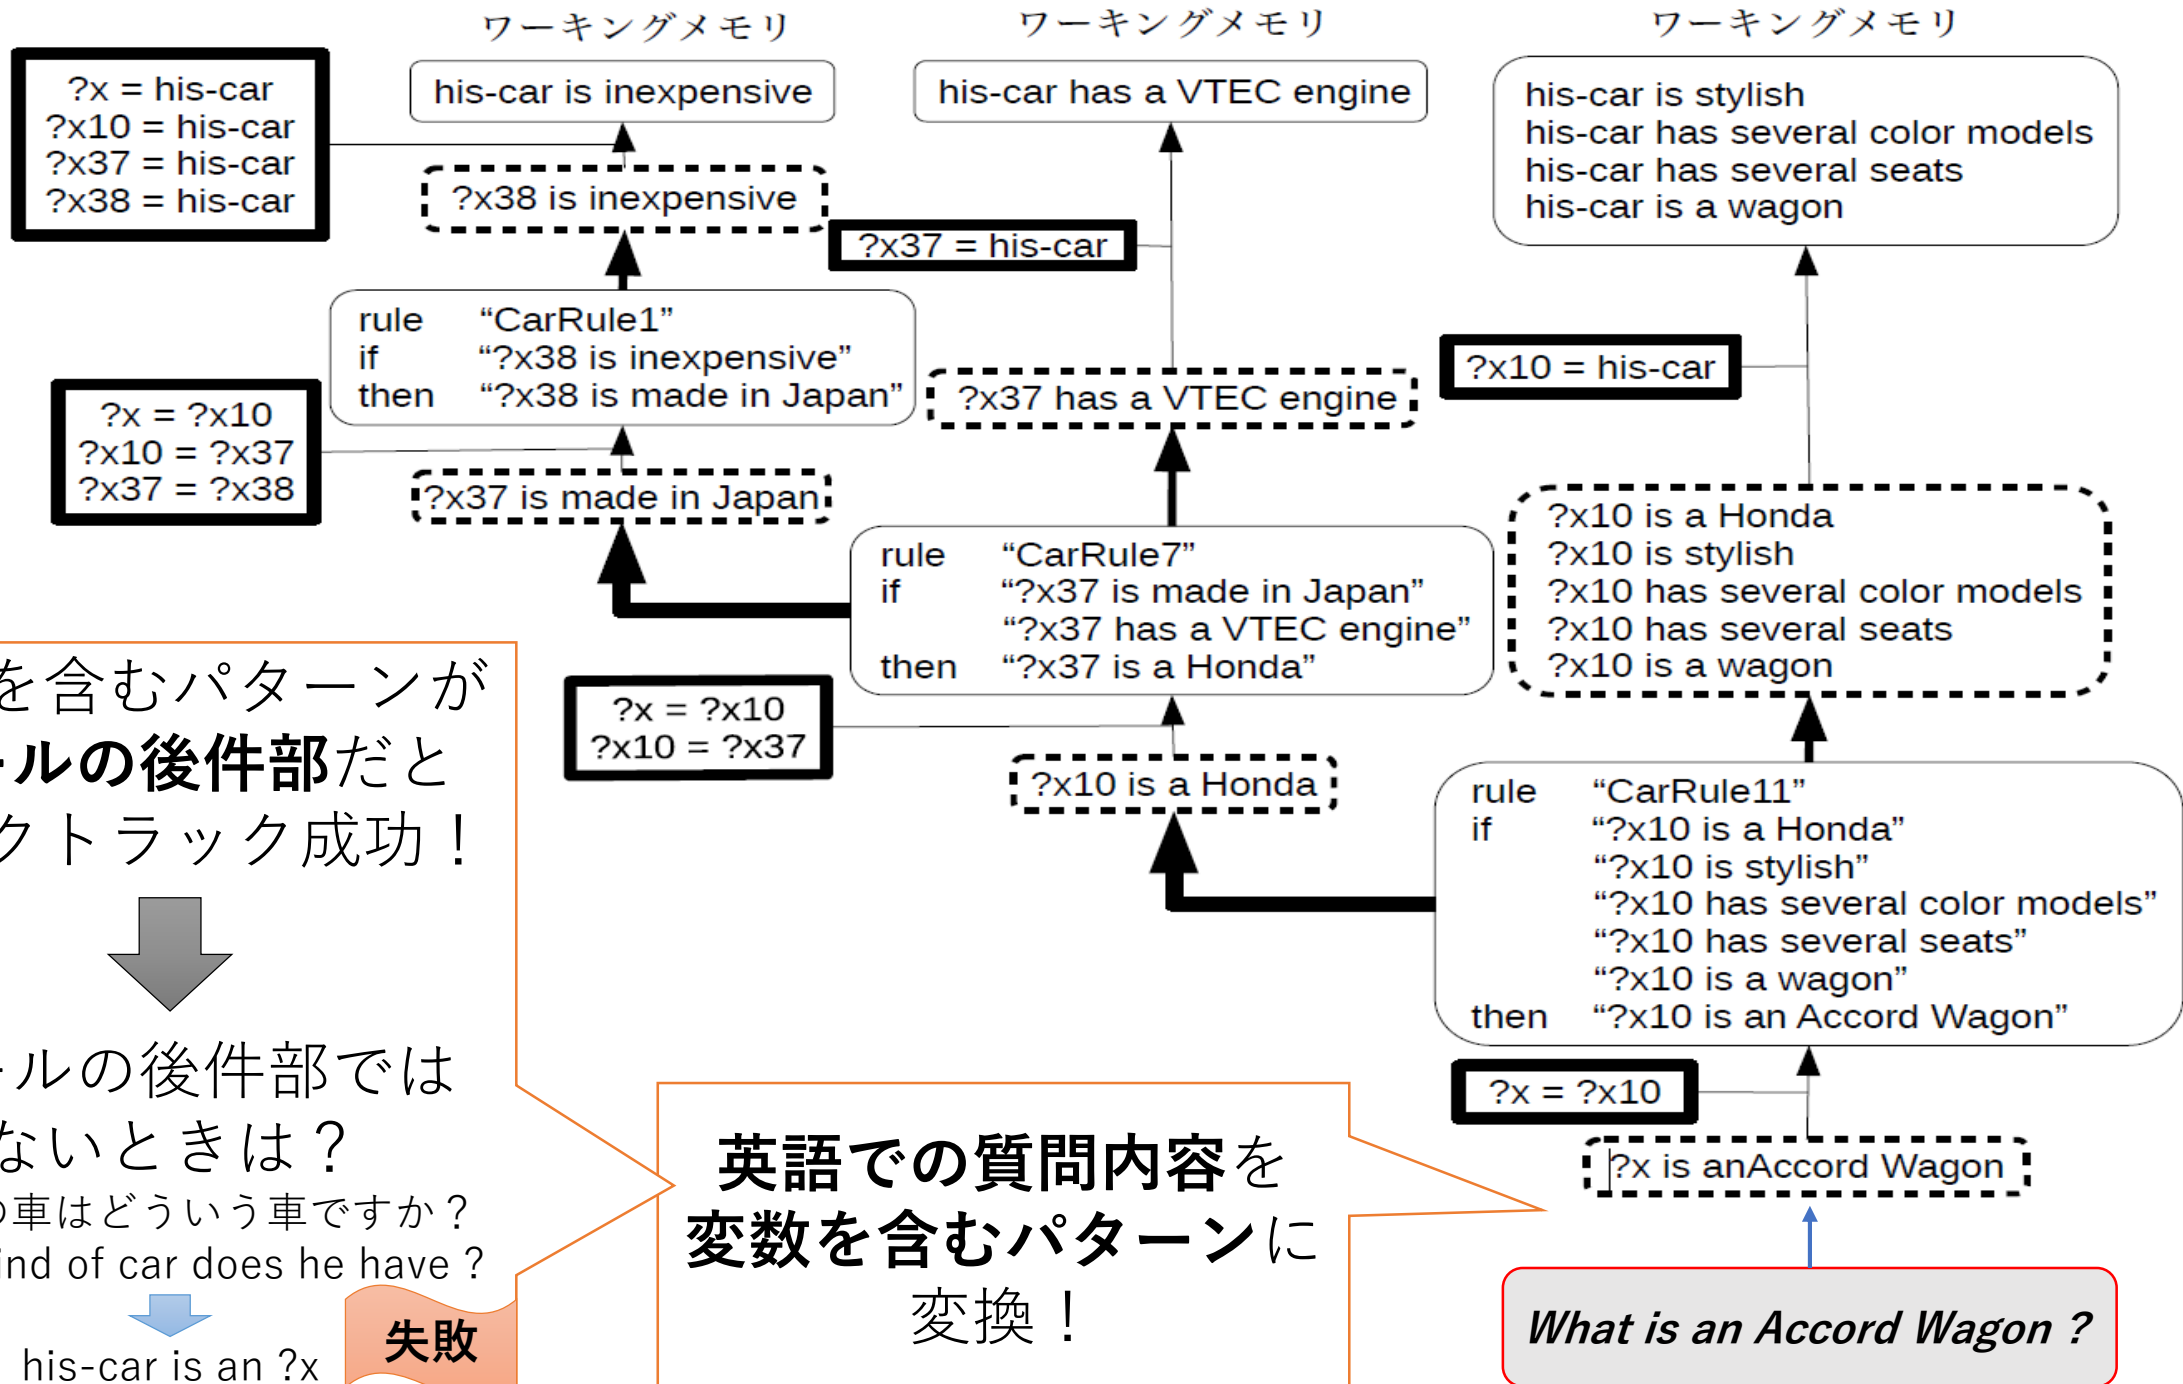 ワーキングメモリ
ワーキングメモリ
ワーキングメモリ
?x = his-car
?x10 = his-car
?x37 = his-car
?x38 = his-car
his-car is inexpensive
his-car has a VTEC engine
his-car is stylish
his-car has several color models
his-car has several seats
his-car is a wagon
?x38 is inexpensive
?x37 = his-car
rule “CarRule1”
if “?x38 is inexpensive”
then “?x38 is made in Japan”
?x10 = his-car
?x37 has a VTEC engine
?x = ?x10
?x10 = ?x37
?x37 = ?x38
?x37 is made in Japan
?x10 is a Honda
?x10 is stylish
?x10 has several color models
?x10 has several seats
?x10 is a wagon
rule “CarRule7”
if “?x37 is made in Japan”
“?x37 has a VTEC engine”
then “?x37 is a Honda”
?x = ?x10
?x10 = ?x37
?x10 is a Honda
rule “CarRule11”
if “?x10 is a Honda”
“?x10 is stylish”
“?x10 has several color models”
“?x10 has several seats”
“?x10 is a wagon”
then “?x10 is an Accord Wagon”
?x = ?x10
?x is anAccord Wagon
What is an Accord Wagon ?
を含むパターンが
ールの後件部だと
クトラック成功！
ールの後件部では
ないときは？
の車はどういう車ですか？
ind of car does he have ?
his-car is an ?x
失敗
英語での質問内容を
変数を含むパターンに
変換！